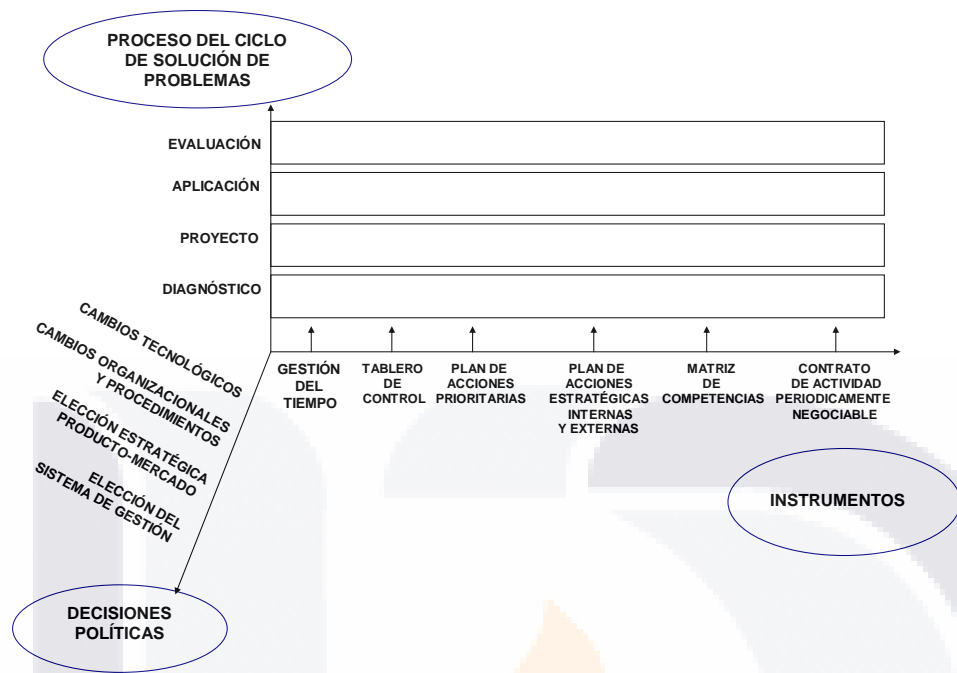 PROCESO DEL CICLO
DE SOLUCIÓN DE
PROBLEMAS
EVALUACIÓN
APLICACIÓN
PROYECTO
DIAGNÓSTICO
CAMBIOS TECNOLÓGICOS
CAMBIOS ORGANIZACIONALES
Y PROCEDIMIENTOS
ELECCIÓN ESTRATÉGICA
PRODUCTO-MERCADO
ELECCIÓN DEL
SISTEMA DE GESTIÓN
GESTIÓN
DEL
TIEMPO
TABLERO
DE
CONTROL
PLAN DE
ACCIONES
PRIORITARIAS
PLAN DE
ACCIONES
ESTRATÉGICAS
INTERNAS
Y EXTERNAS
MATRIZ
DE
COMPETENCIAS
CONTRATO
DE ACTIVIDAD
PERIODICAMENTE
NEGOCIABLE
INSTRUMENTOS
DECISIONES
POLÍTICAS